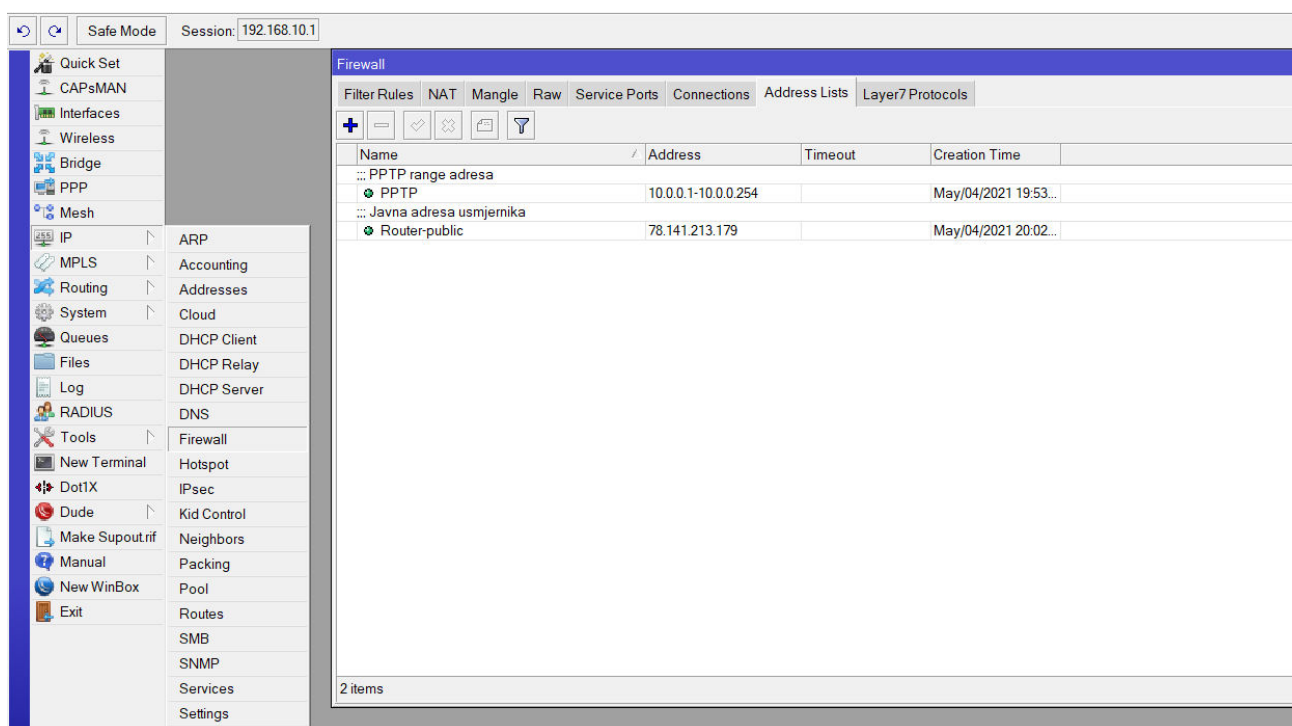 Safe Mode Session: 192.168.10.1
Quick Set
CAPsMAN
Interfaces
Wireless
Bridge
PPP
Mesh
IP
MPLS
Routing
System
Queues
Files
Log
RADIUS
Tools
New Terminal
Dot1X
Dude
Make Supout.rif
Manual
New WinBox
Exit
ARP
Accounting
Addresses
Cloud
DHCP Client
DHCP Relay
DHCP Server
DNS
Firewall
Hotspot
IPsec
Kid Control
Neighbors
Packing
Pool
Routes
SMB
SNMP
Services
Settings
Firewall
Filter Rules NAT Mangle Raw Service Ports Connections Address Lists Layer7 Protocols
Name Address Timeout Creation Time
;;; PPTP range adresa
PPTP 10.0.0.1-10.0.0.254 May/04/2021 19:53...
;;; Javna adresa usmjernika
Router-public 78.141.213.179 May/04/2021 20:02...
2 items